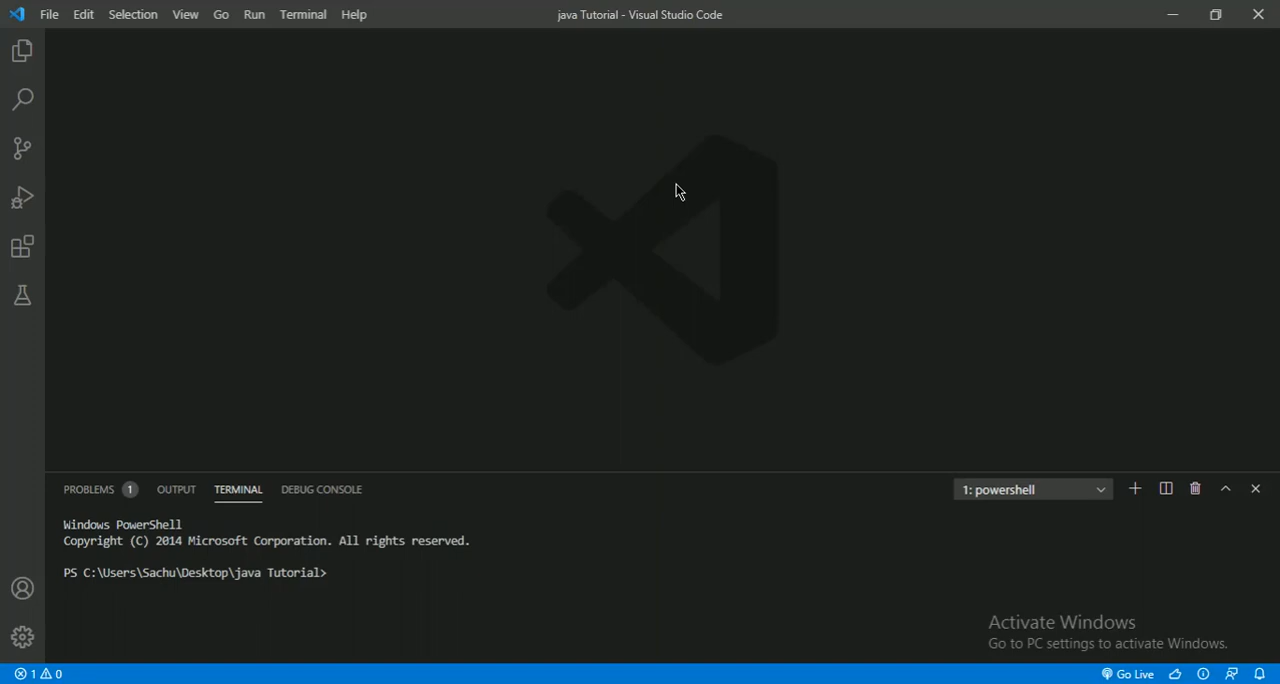 File Edit Selection View Go Run Terminal Help
java Tutorial - Visual Studio Code
PROBLEMS 1 OUTPUT TERMINAL DEBUG CONSOLE
1: powershell
Windows PowerShell
Copyright (C) 2014 Microsoft Corporation. All rights reserved.
PS C:\Users\Sachu\Desktop\java Tutorial>
Activate Windows
Go to PC settings to activate Windows.
1 0
Go Live